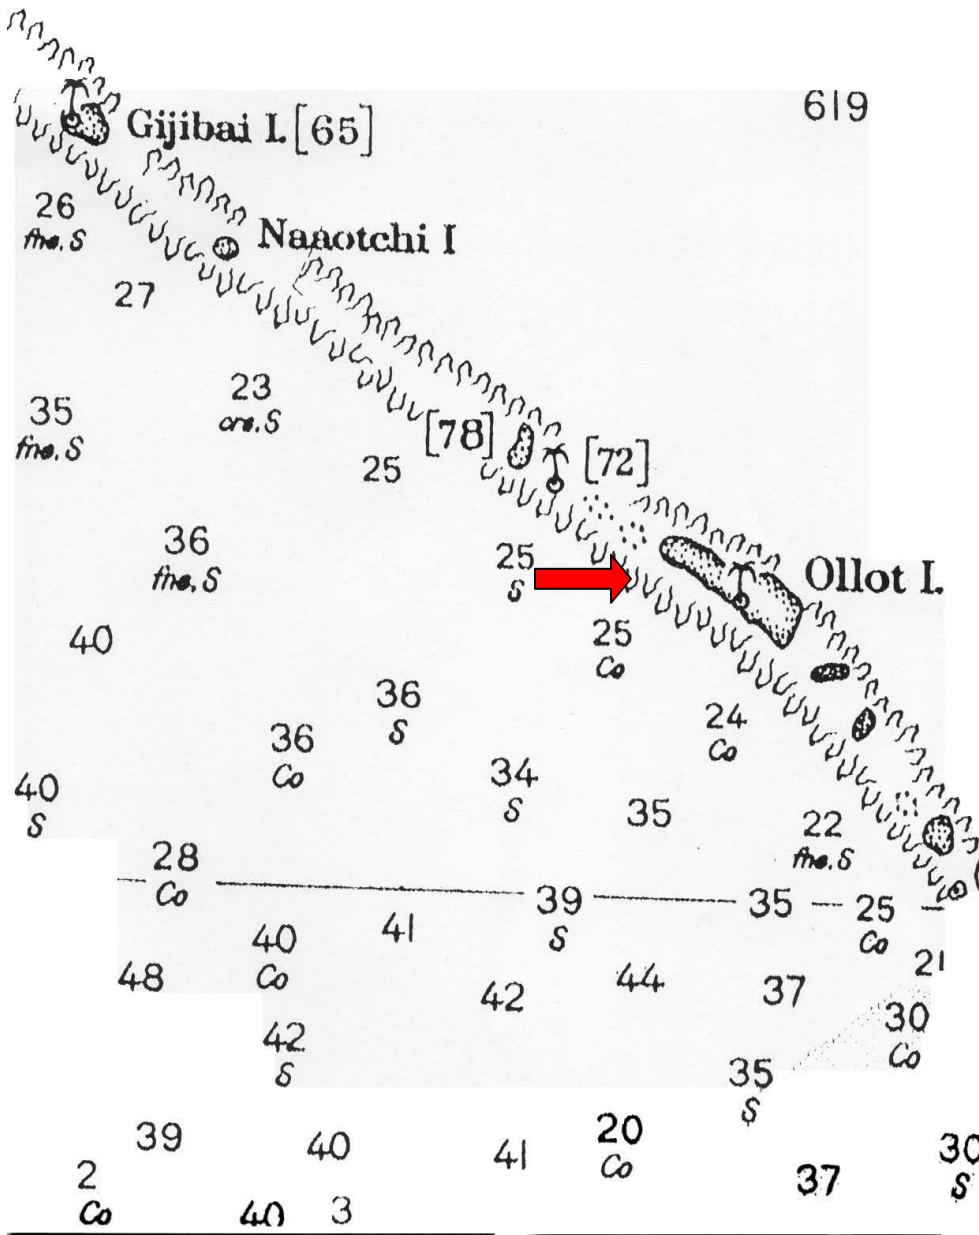 619
Gijibai I. [65]
26
fne. S
Naaotchi I
27
23
crs. S
35
fne. S
[78]
[72]
25
36
fne. S
25
S
Ollot I.
25
Co
40
36
S
24
Co
36
Co
34
S
40
S
35
22
fne. S
28
Co
39
S
35
25
Co
41
40
Co
21
48
44
42
37
30
Co
42
S
35
S
39
40
41
20
Co
30
S
2
Co
37
40
3